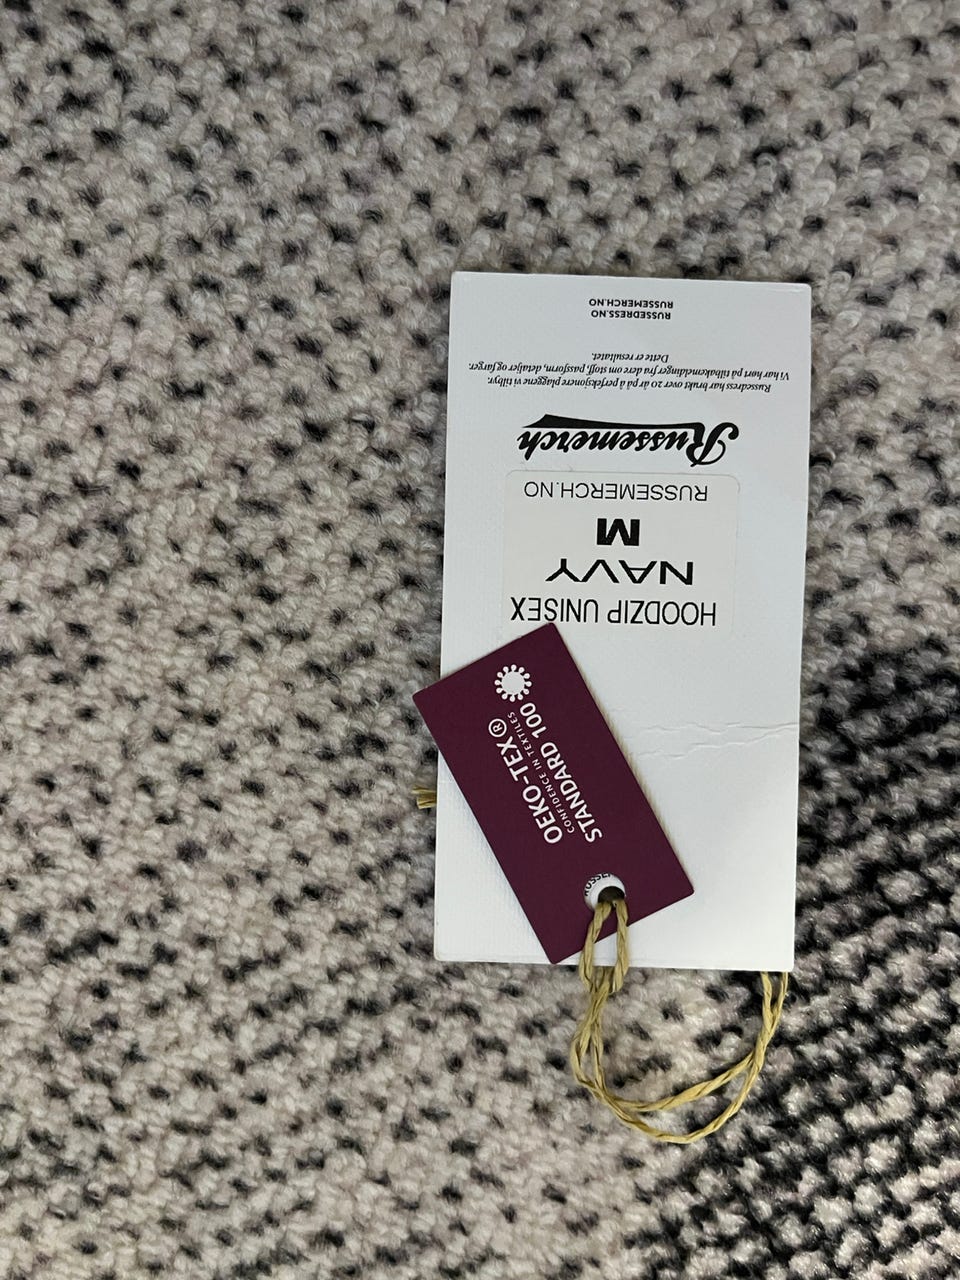 OEKO-TEX®
CONFIDENCE IN TEXTILES
STANDARD 100
HOODZIP UNISEX
NAVY
M
RUSSEMERCH.NO
Russemerch
Russedress har brukt over 20 år på å perfeksjonere plaggene vi tilbyr.
Vi har hørt på tilbakemeldinger fra dere om stoff, passform, detaljer og farger.
Dette er resultatet.
RUSSEDRESS.NO
RUSSEMERCH.NO